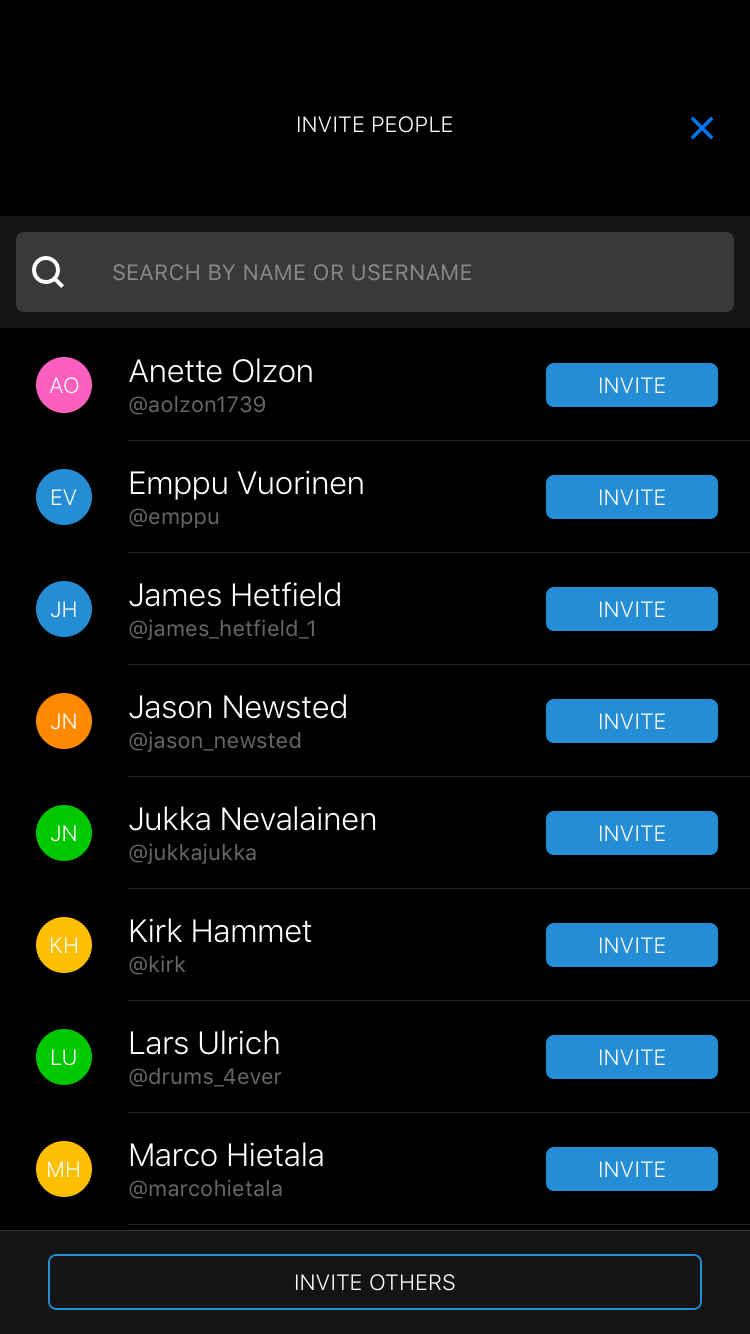 INVITE PEOPLE
SEARCH BY NAME OR USERNAME
AO Anette Olzon INVITE
@aolzon1739
EV Emppu Vuorinen INVITE
@emppu
JH James Hetfield INVITE
@james_hetfield_1
JN Jason Newsted INVITE
@jason_newsted
JN Jukka Nevalainen INVITE
@jukkajukka
KH Kirk Hammet INVITE
@kirk
LU Lars Ulrich INVITE
@drums_4ever
MH Marco Hietala INVITE
@marcohietala
INVITE OTHERS